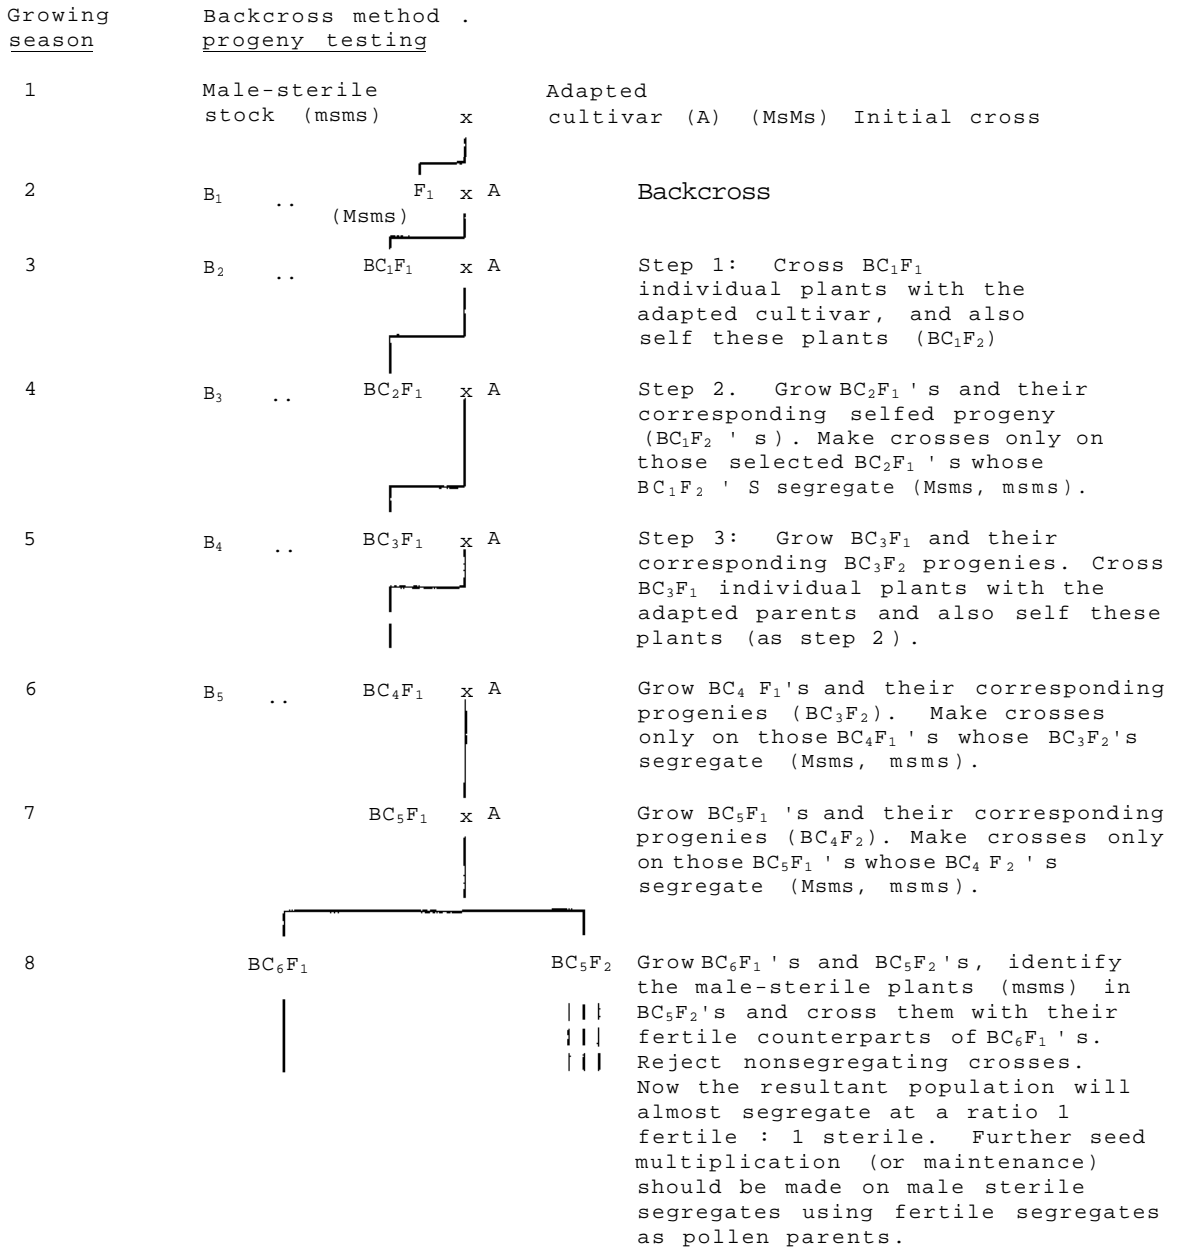 Growing Backcross method .
season progeny testing
1 Male-sterile Adapted
stock (msms) x cultivar (A) (MsMs) Initial cross
2 B₁ .. F₁ x A Backcross
(Msms)
3 B₂ .. BC₁F₁ x A Step 1: Cross BC₁F₁
individual plants with the
adapted cultivar, and also
self these plants (BC₁F₂)
4 B₃ .. BC₂F₁ x A Step 2. Grow BC₂F₁ ' s and their
corresponding selfed progeny
(BC₁F₂ ' s). Make crosses only on
those selected BC₂F₁ ' s whose
BC₁F₂ ' S segregate (Msms, msms).
5 B₄ .. BC₃F₁ x A Step 3: Grow BC₃F₁ and their
corresponding BC₃F₂ progenies. Cross
BC₃F₁ individual plants with the
adapted parents and also self these
plants (as step 2).
6 B₅ .. BC₄F₁ x A Grow BC₄ F₁'s and their corresponding
progenies (BC₃F₂). Make crosses
only on those BC₄F₁ ' s whose BC₃F₂'s
segregate (Msms, msms).
7 BC₅F₁ x A Grow BC₅F₁ 's and their corresponding
progenies (BC₄F₂). Make crosses only
on those BC₅F₁ ' s whose BC₄ F₂ ' s
segregate (Msms, msms).
8 BC₆F₁ BC₅F₂ Grow BC₆F₁ ' s and BC₅F₂'s, identify
the male-sterile plants (msms) in
BC₅F₂'s and cross them with their
fertile counterparts of BC₆F₁ ' s.
Reject nonsegregating crosses.
Now the resultant population will
almost segregate at a ratio 1
fertile : 1 sterile. Further seed
multiplication (or maintenance)
should be made on male sterile
segregates using fertile segregates
as pollen parents.